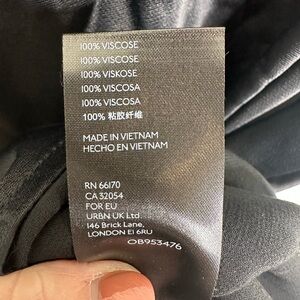 100% VISCOSE
100% VISCOSE
100% VISKOSE
100% VISCOSA
100% VISCOSA
100% 粘胶纤维
MADE IN VIETNAM
HECHO EN VIETNAM
RN 66170
CA 32054
FOR EU
URBN UK Ltd.
146 Brick Lane,
LONDON E1 6RU
OB953476